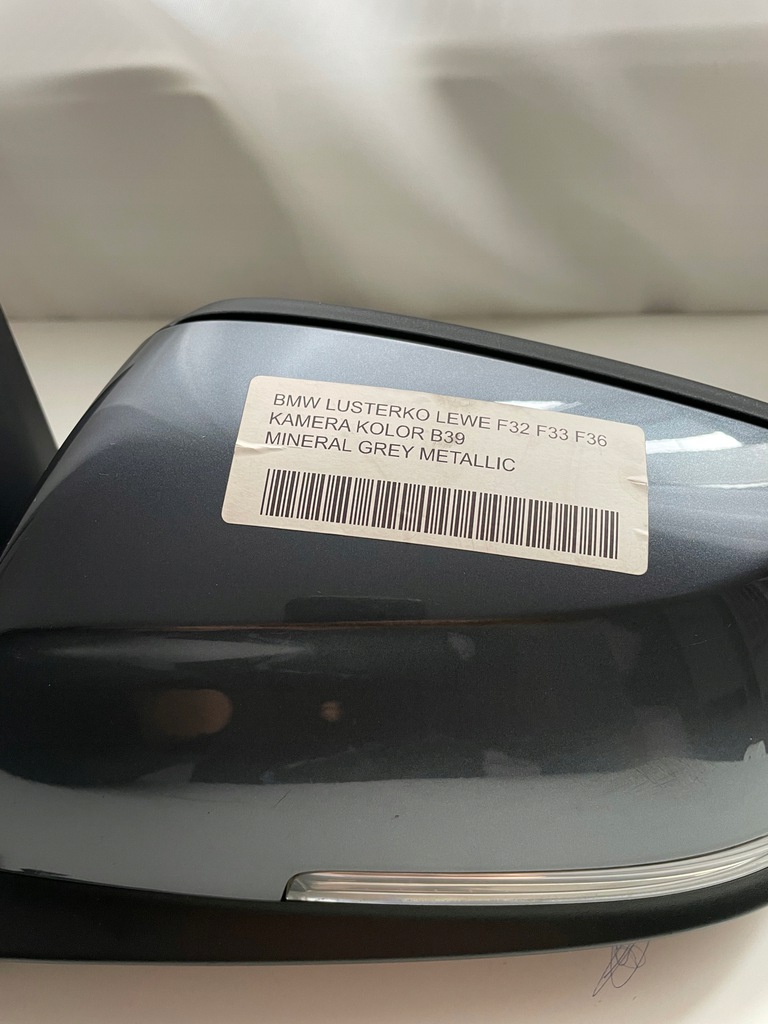 BMW LUSTERKO LEWE F32 F33 F36
KAMERA KOLOR B39
MINERAL GREY METALLIC